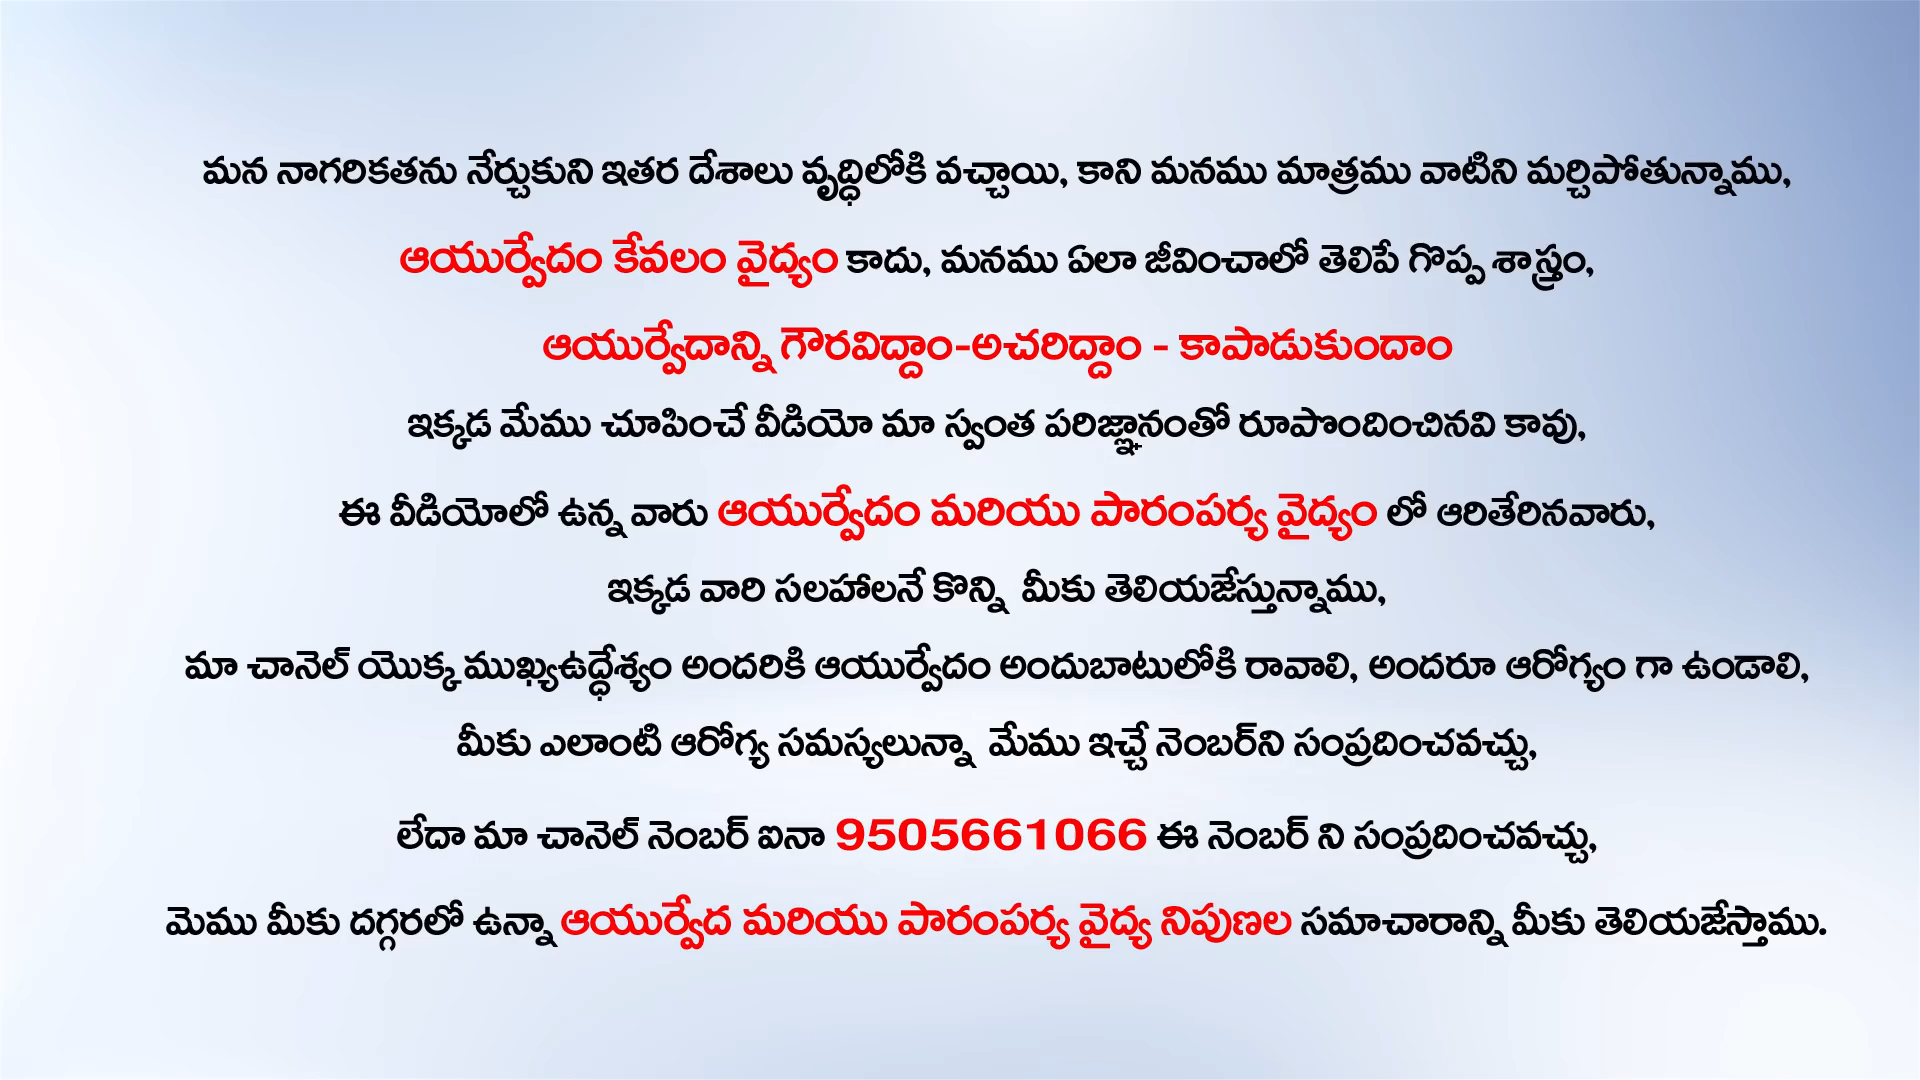 మన నాగరికతను నేర్చుకుని ఇతర దేశాలు వృద్ధిలోకి వచ్చాయి, కాని మనము మాత్రము వాటిని మర్చిపోతున్నాము,
ఆయుర్వేదం కేవలం వైద్యం కాదు, మనము ఏలా జీవించాలో తెలిపే గొప్ప శాస్త్రం,
ఆయుర్వేదాన్ని గౌరవిద్దాం-అచరిద్దాం - కాపాడుకుందాం
ఇక్కడ మేము చూపించే వీడియో మా స్వంత పరిజ్ఞానంతో రూపొందించినవి కావు,
ఈ వీడియోలో ఉన్న వారు ఆయుర్వేదం మరియు పారంపర్య వైద్యం లో ఆరితేరినవారు,
ఇక్కడ వారి సలహాలనే కొన్ని మీకు తెలియజేస్తున్నాము,
మా చానెల్ యొక్క ముఖ్యఉద్ధేశ్యం అందరికి ఆయుర్వేదం అందుబాటులోకి రావాలి, అందరూ ఆరోగ్యం గా ఉండాలి,
మీకు ఎలాంటి ఆరోగ్య సమస్యలున్నా మేము ఇచ్చే నెంబర్‌ని సంప్రదించవచ్చు,
లేదా మా చానెల్ నెంబర్ ఐనా 9505661066 ఈ నెంబర్ ని సంప్రదించవచ్చు,
మెము మీకు దగ్గరలో ఉన్నా ఆయుర్వేద మరియు పారంపర్య వైద్య నిపుణల సమాచారాన్ని మీకు తెలియజేస్తాము.